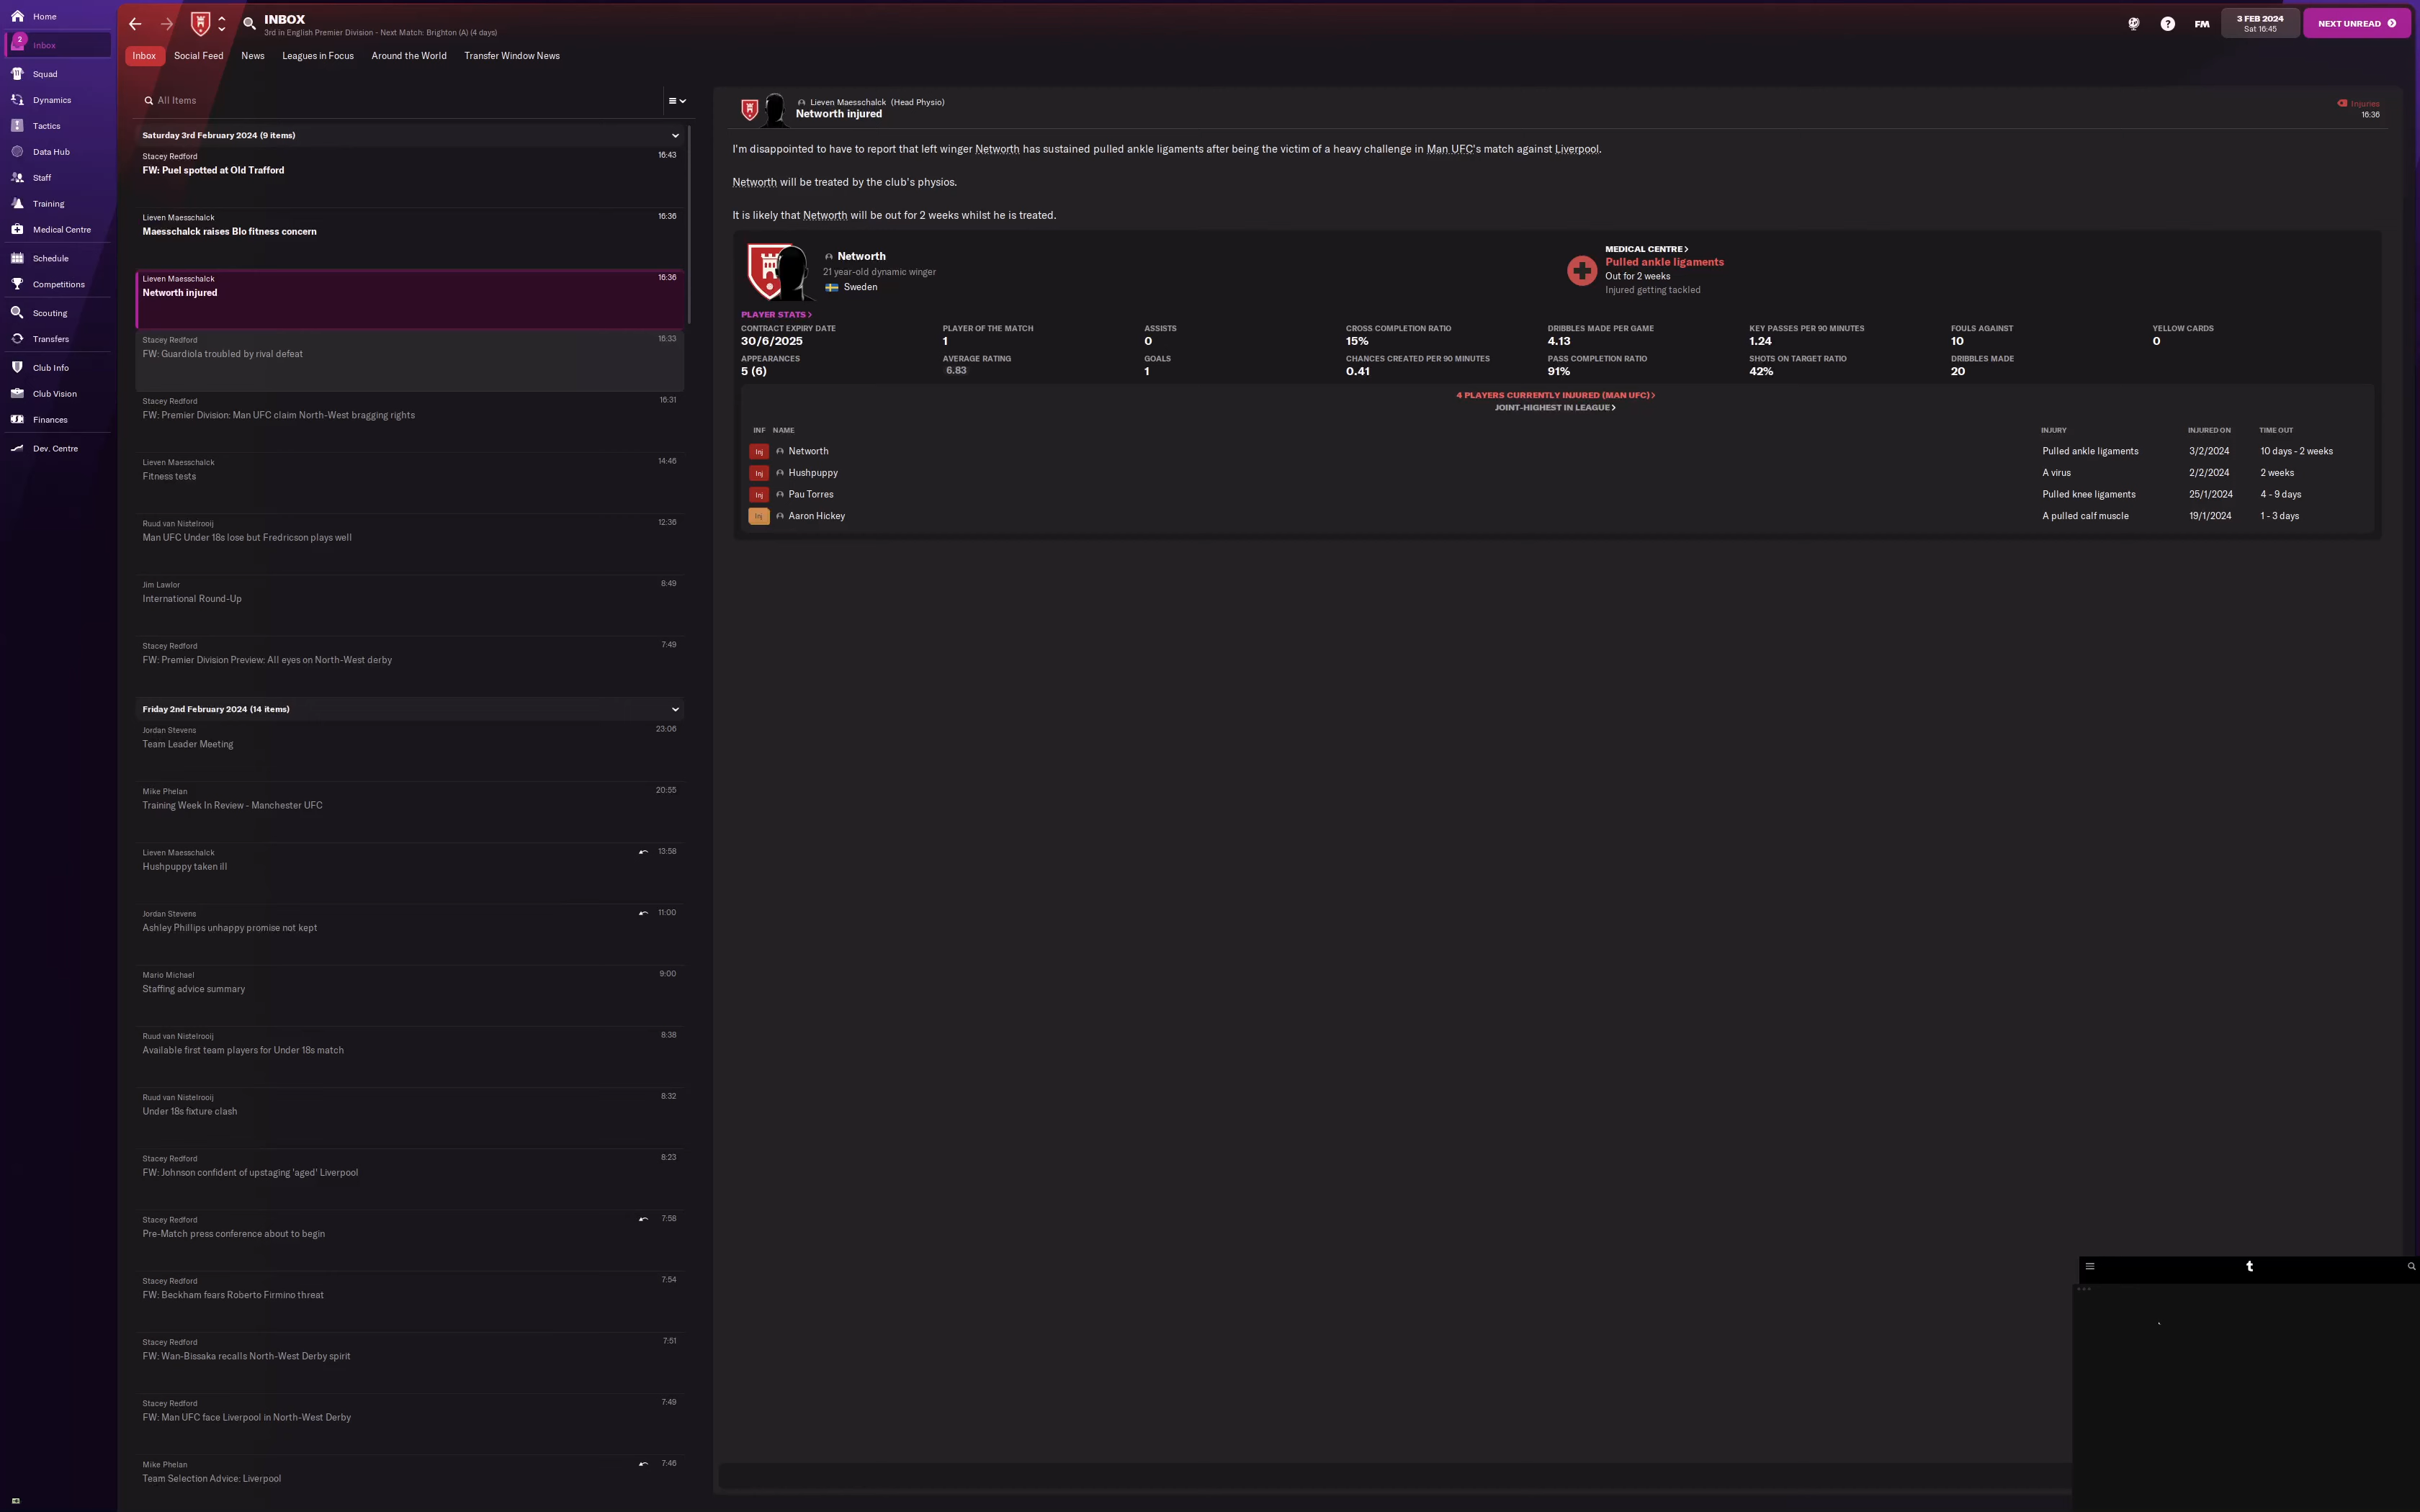 Home
2
Inbox
Squad
Dynamics
Tactics
Data Hub
Staff
Training
Medical Centre
Schedule
Competitions
Scouting
Transfers
Club Info
Club Vision
Finances
Dev. Centre
INBOX
3rd in English Premier Division - Next Match: Brighton (A) (4 days)
FM
3 FEB 2024
Sat 16:45
NEXT UNREAD
Inbox Social Feed News Leagues in Focus Around the World Transfer Window News
All Items
Saturday 3rd February 2024 (9 items)
Stacey Redford 16:43
FW: Puel spotted at Old Trafford
Lieven Maesschalck 16:36
Maesschalck raises Blo fitness concern
Lieven Maesschalck 16:36
Networth injured
Stacey Redford 16:33
FW: Guardiola troubled by rival defeat
Stacey Redford 16:31
FW: Premier Division: Man UFC claim North-West bragging rights
Lieven Maesschalck 14:46
Fitness tests
Ruud van Nistelrooij 12:36
Man UFC Under 18s lose but Fredricson plays well
Jim Lawlor 8:49
International Round-Up
Stacey Redford 7:49
FW: Premier Division Preview: All eyes on North-West derby
Friday 2nd February 2024 (14 items)
Jordan Stevens 23:06
Team Leader Meeting
Mike Phelan 20:55
Training Week In Review - Manchester UFC
Lieven Maesschalck 13:58
Hushpuppy taken ill
Jordan Stevens 11:00
Ashley Phillips unhappy promise not kept
Mario Michael 9:00
Staffing advice summary
Ruud van Nistelrooij 8:38
Available first team players for Under 18s match
Ruud van Nistelrooij 8:32
Under 18s fixture clash
Stacey Redford 8:23
FW: Johnson confident of upstaging 'aged' Liverpool
Stacey Redford 7:58
Pre-Match press conference about to begin
Stacey Redford 7:54
FW: Beckham fears Roberto Firmino threat
Stacey Redford 7:51
FW: Wan-Bissaka recalls North-West Derby spirit
Stacey Redford 7:49
FW: Man UFC face Liverpool in North-West Derby
Mike Phelan 7:46
Team Selection Advice: Liverpool
Lieven Maesschalck (Head Physio)
Networth injured
Injuries
16:36
I'm disappointed to have to report that left winger Networth has sustained pulled ankle ligaments after being the victim of a heavy challenge in Man UFC's match against Liverpool.
Networth will be treated by the club's physios.
It is likely that Networth will be out for 2 weeks whilst he is treated.
Networth
21 year-old dynamic winger
Sweden
MEDICAL CENTRE
Pulled ankle ligaments
Out for 2 weeks
Injured getting tackled
PLAYER STATS
CONTRACT EXPIRY DATE PLAYER OF THE MATCH ASSISTS CROSS COMPLETION RATIO DRIBBLES MADE PER GAME KEY PASSES PER 90 MINUTES FOULS AGAINST YELLOW CARDS
30/6/2025 1 0 15% 4.13 1.24 10 0
APPEARANCES AVERAGE RATING GOALS CHANCES CREATED PER 90 MINUTES PASS COMPLETION RATIO SHOTS ON TARGET RATIO DRIBBLES MADE
5 (6) 6.83 1 0.41 91% 42% 20
4 PLAYERS CURRENTLY INJURED (MAN UFC)
JOINT-HIGHEST IN LEAGUE
INF NAME INJURY INJURED ON TIME OUT
Inj Networth Pulled ankle ligaments 3/2/2024 10 days - 2 weeks
Inj Hushpuppy A virus 2/2/2024 2 weeks
Inj Pau Torres Pulled knee ligaments 25/1/2024 4 - 9 days
Inj Aaron Hickey A pulled calf muscle 19/1/2024 1 - 3 days
t